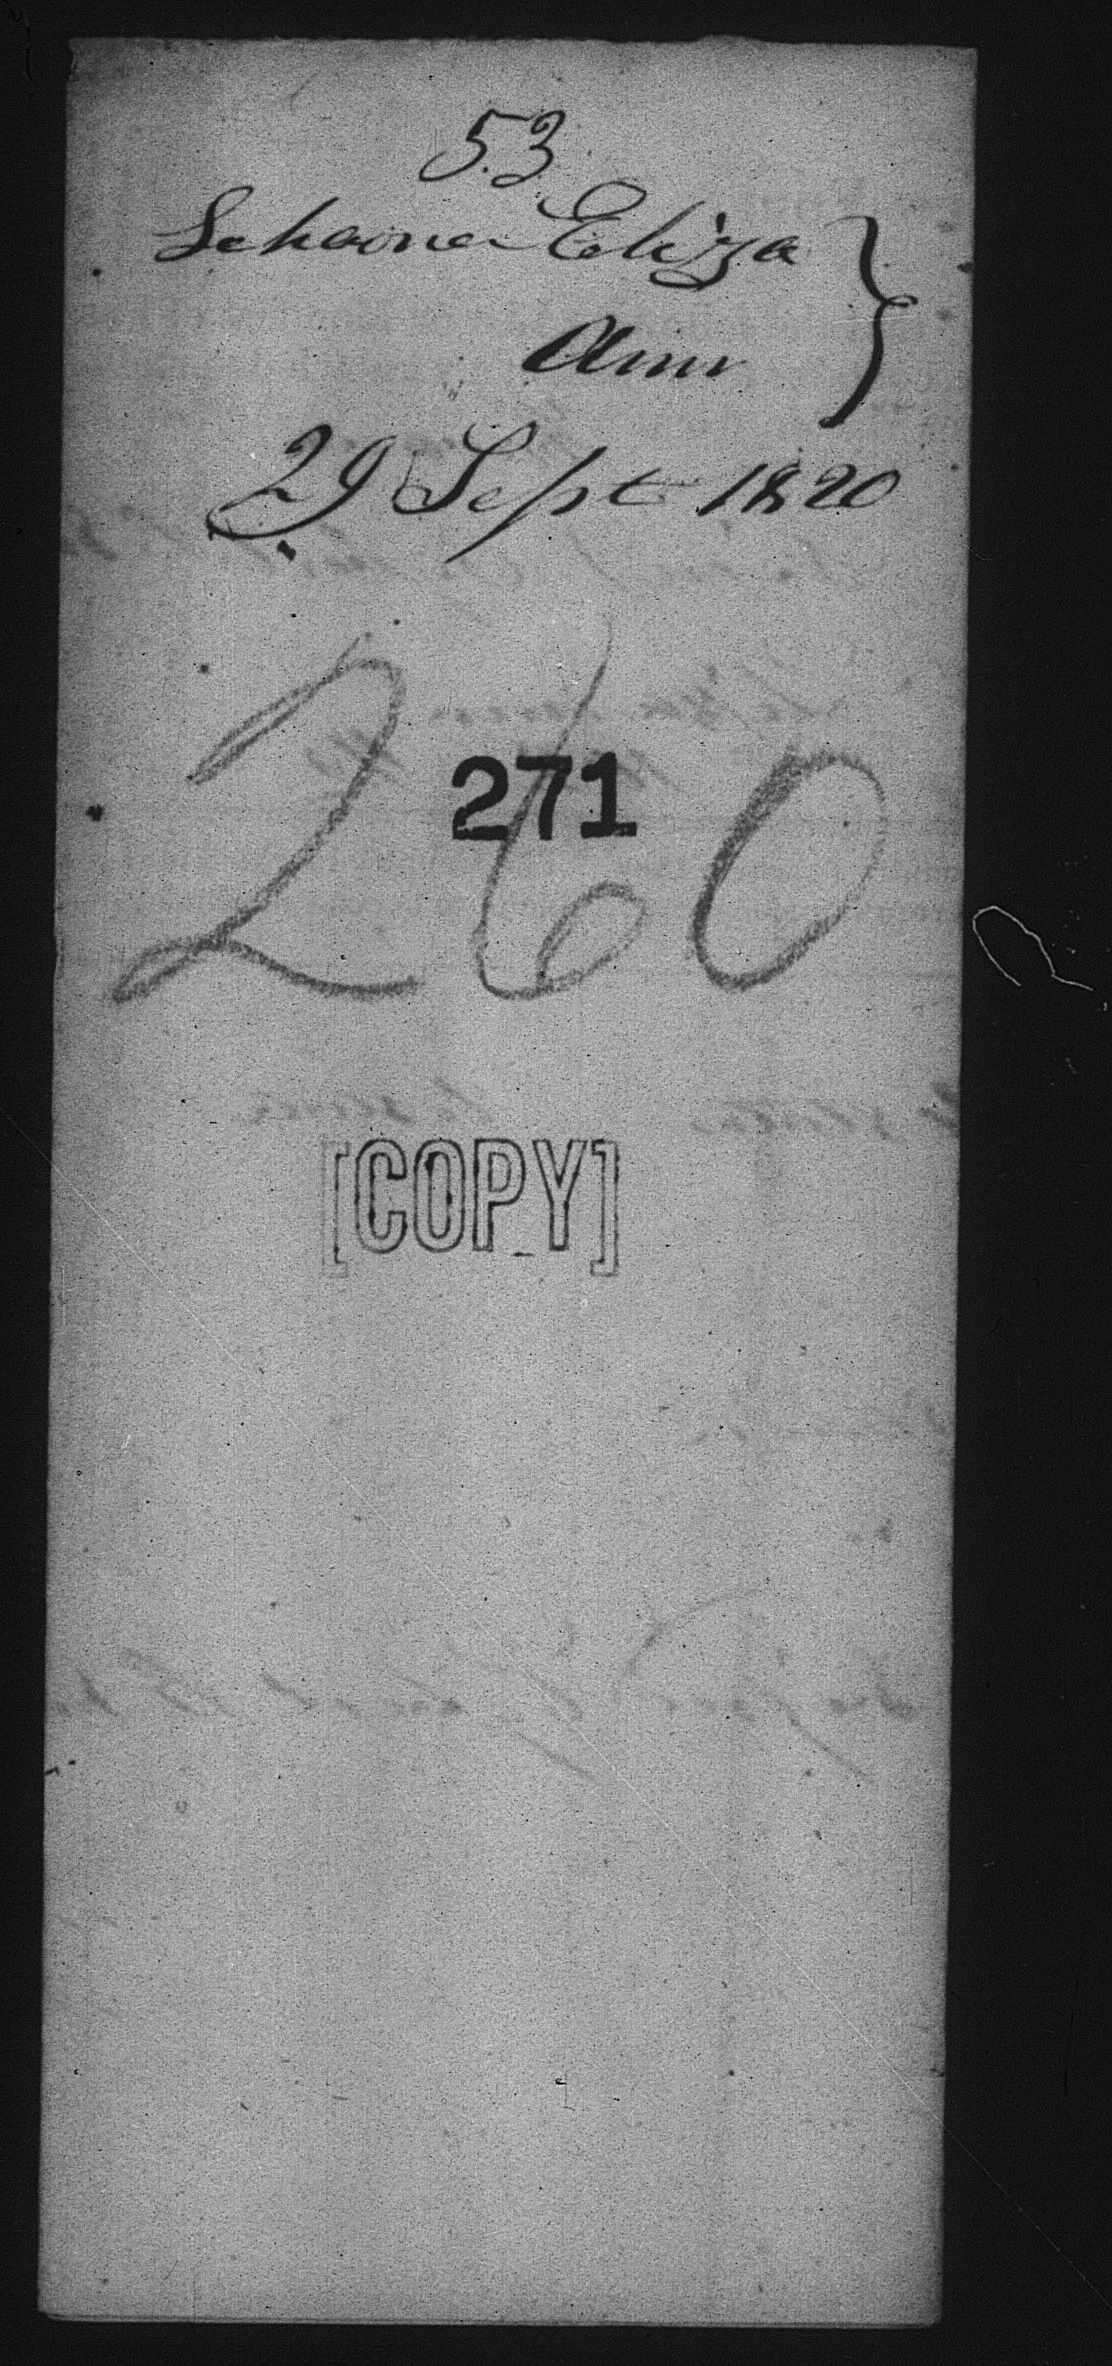 53
Schooner Eliza
Ann
29 Sept 1820
260
271
[COPY]